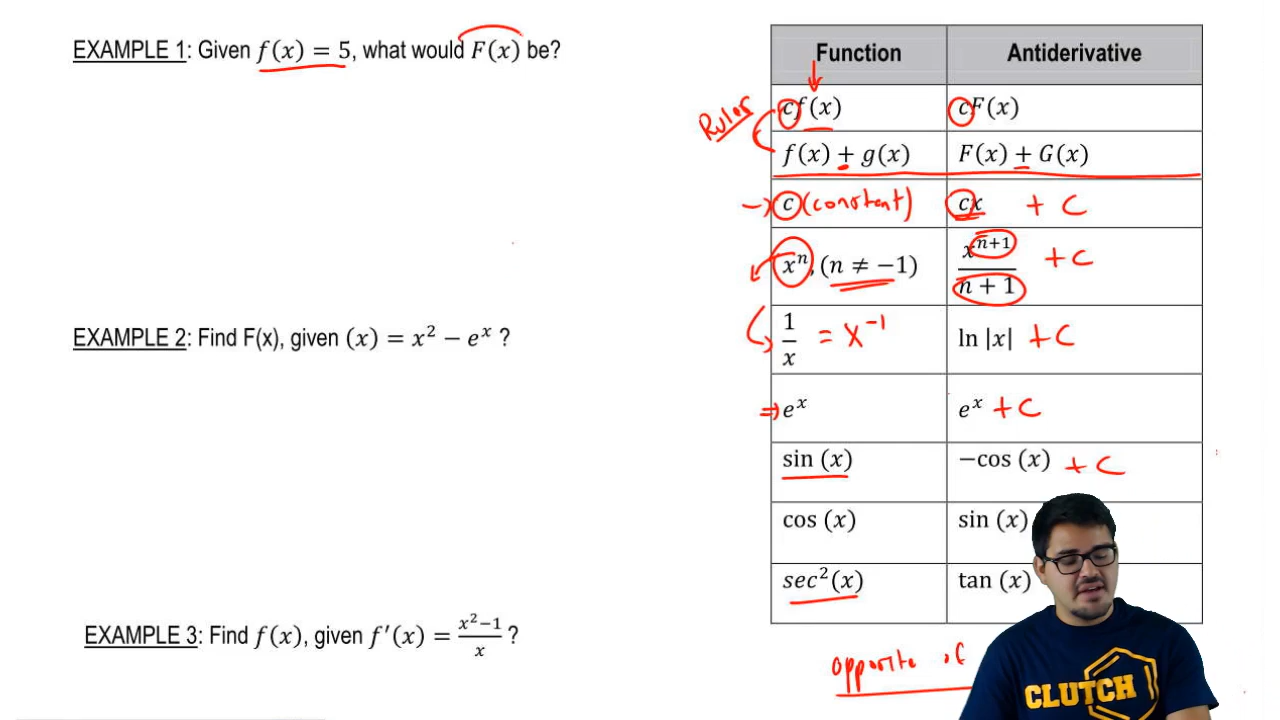 EXAMPLE 1: Given f(x) = 5, what would F(x) be?
EXAMPLE 2: Find F(x), given (x) = x² − eˣ ?
EXAMPLE 3: Find f(x), given f′(x) = (x²−1)/x ?
Rules
Function Antiderivative
cf(x) cF(x)
f(x) + g(x) F(x) + G(x)
→ c (constant) cx + C
xⁿ, (n ≠ −1) xⁿ⁺¹/(n + 1) + C
1/x = x⁻¹ ln |x| + C
⇒ eˣ eˣ + C
sin (x) −cos (x) + C
cos (x) sin (x)
sec²(x) tan (x)
opposite of
CLUTCH